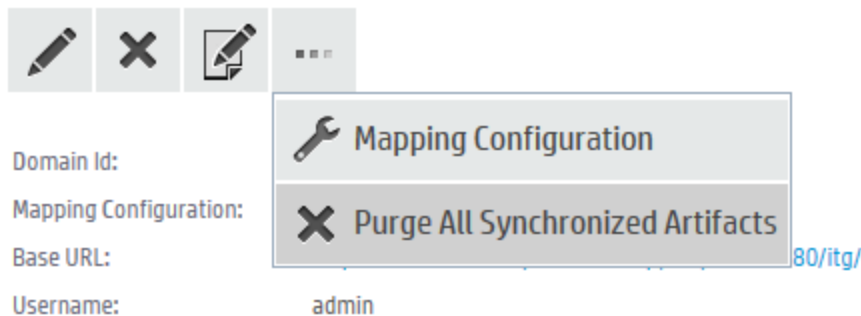 Mapping Configuration
Domain Id:
Mapping Configuration:
Purge All Synchronized Artifacts
Base URL: 80/itg/
Username: admin